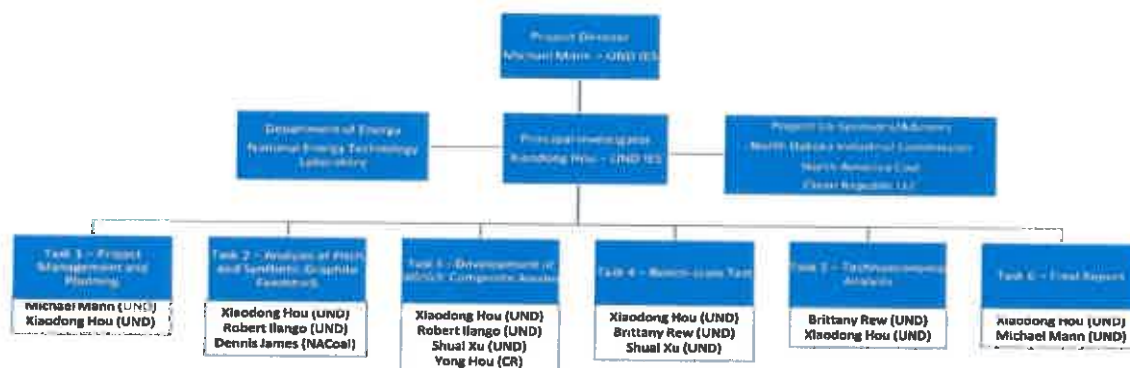 Project Director
Michael Mann – UND IES
Department of Energy
National Energy Technology
Laboratory
Principal Investigator
Xiaodong Hou – UND IES
Project Co-Sponsors/Advisors
North Dakota Industrial Commission
North America Coal
Clean Republic LLC
Task 1 – Project
Management and
Planning
Michael Mann (UND)
Xiaodong Hou (UND)
Task 2 – Analysis of Pitch
and Synthetic Graphite
Feedstock
Xiaodong Hou (UND)
Robert Ilango (UND)
Dennis James (NACoal)
Development of
Composite Anodes
Xiaodong Hou (UND)
Robert Ilango (UND)
Shuai Xu (UND)
Yong Hou (CR)
Task 4 – Bench-scale Test
Xiaodong Hou (UND)
Brittany Rew (UND)
Shuai Xu (UND)
Task 5 – Technoeconomic
Analysis
Brittany Rew (UND)
Xiaodong Hou (UND)
Task 6 – Final Report
Xiaodong Hou (UND)
Michael Mann (UND)